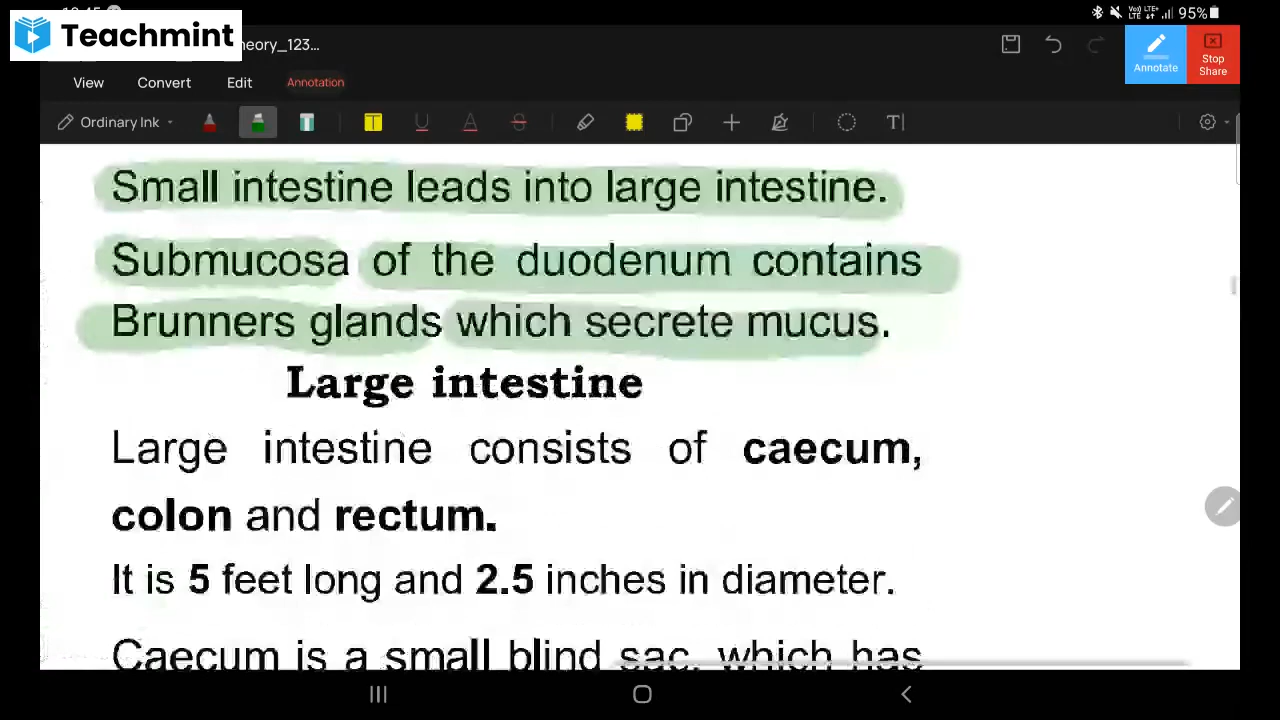 Teachmint
eory_123...
95%
Annotate
Stop
Share
View Convert Edit Annotation
Ordinary Ink
Small intestine leads into large intestine.
Submucosa of the duodenum contains
Brunners glands which secrete mucus.
Large intestine
Large intestine consists of caecum,
colon and rectum.
It is 5 feet long and 2.5 inches in diameter.
Caecum is a small blind sac, which has